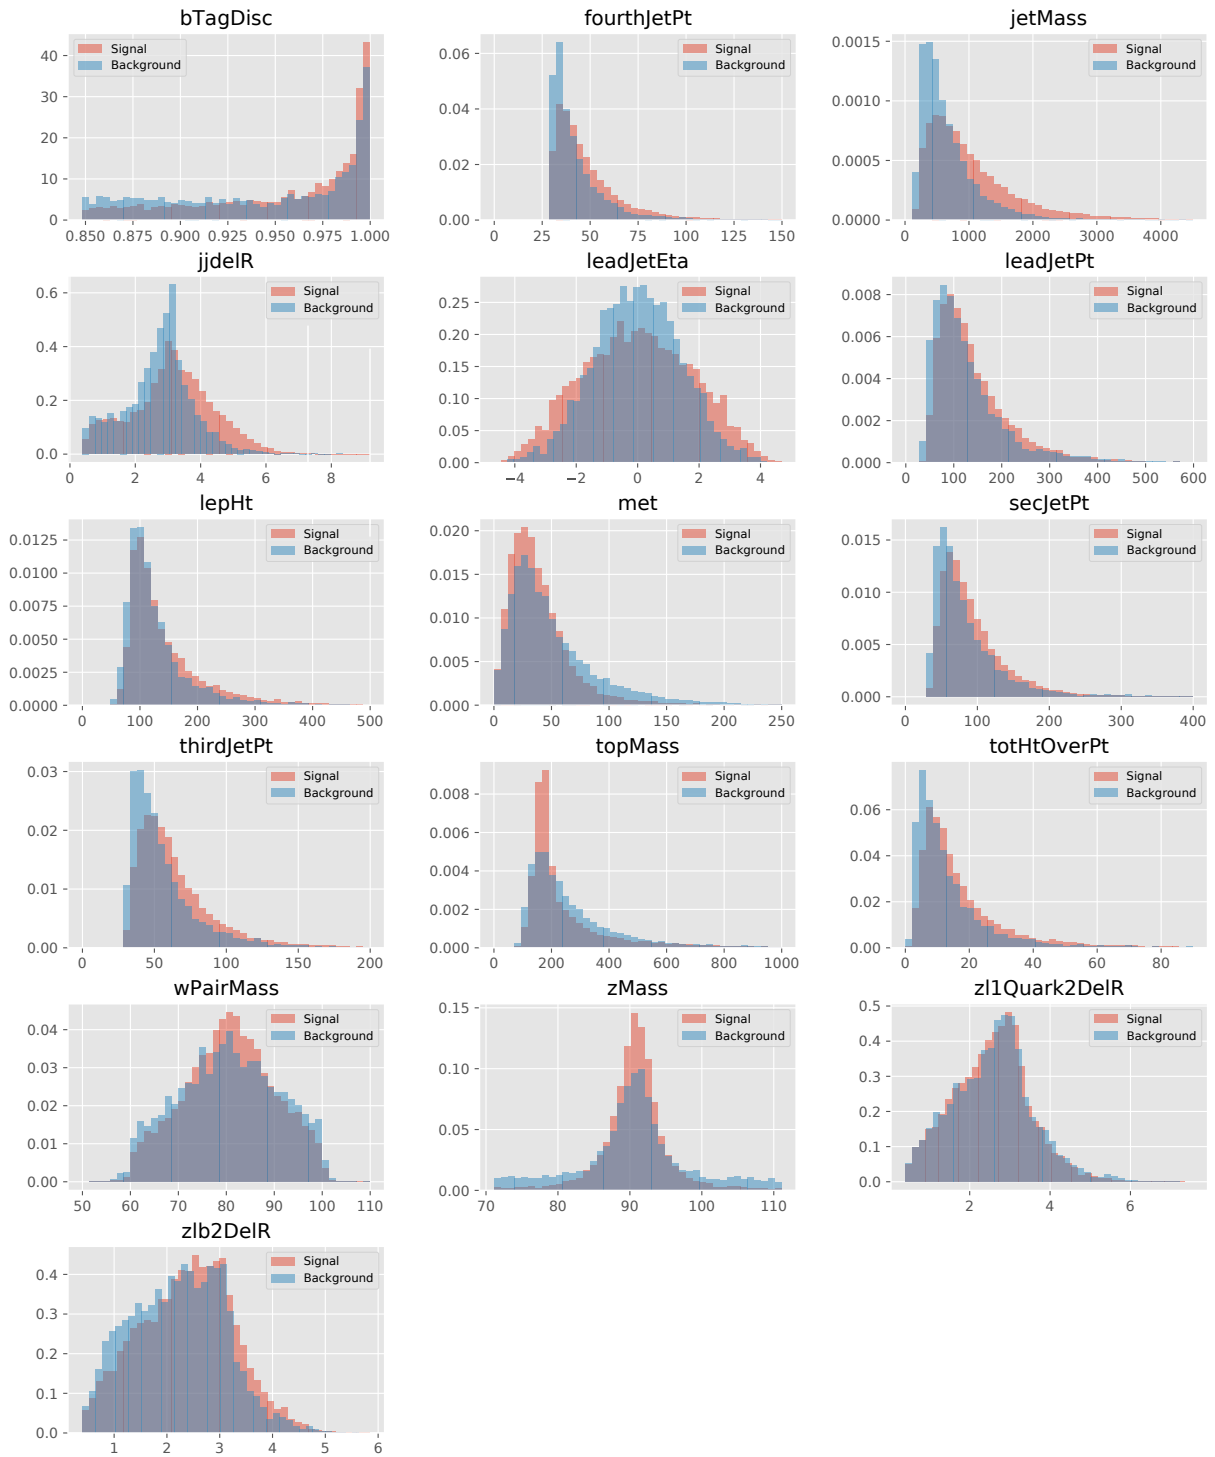 bTagDisc
40
30
20
10
0
0.850 0.875 0.900 0.925 0.950 0.975 1.000
Signal
Background
fourthJetPt
0.06
0.04
0.02
0.00
0 25 50 75 100 125 150
Signal
Background
jetMass
0.0015
0.0010
0.0005
0.0000
0 1000 2000 3000 4000
Signal
Background
jjdelR
0.6
0.4
0.2
0.0
0 2 4 6 8
Signal
Background
leadJetEta
0.25
0.20
0.15
0.10
0.05
0.00
−4 −2 0 2 4
Signal
Background
leadJetPt
0.008
0.006
0.004
0.002
0.000
0 100 200 300 400 500 600
Signal
Background
lepHt
0.0125
0.0100
0.0075
0.0050
0.0025
0.0000
0 100 200 300 400 500
Signal
Background
met
0.020
0.015
0.010
0.005
0.000
0 50 100 150 200 250
Signal
Background
secJetPt
0.015
0.010
0.005
0.000
0 100 200 300 400
Signal
Background
thirdJetPt
0.03
0.02
0.01
0.00
0 50 100 150 200
Signal
Background
topMass
0.008
0.006
0.004
0.002
0.000
0 200 400 600 800 1000
Signal
Background
totHtOverPt
0.06
0.04
0.02
0.00
0 20 40 60 80
Signal
Background
wPairMass
0.04
0.03
0.02
0.01
0.00
50 60 70 80 90 100 110
Signal
Background
zMass
0.15
0.10
0.05
0.00
70 80 90 100 110
Signal
Background
zl1Quark2DelR
0.5
0.4
0.3
0.2
0.1
0.0
2 4 6
Signal
Background
zlb2DelR
0.4
0.3
0.2
0.1
0.0
1 2 3 4 5 6
Signal
Background